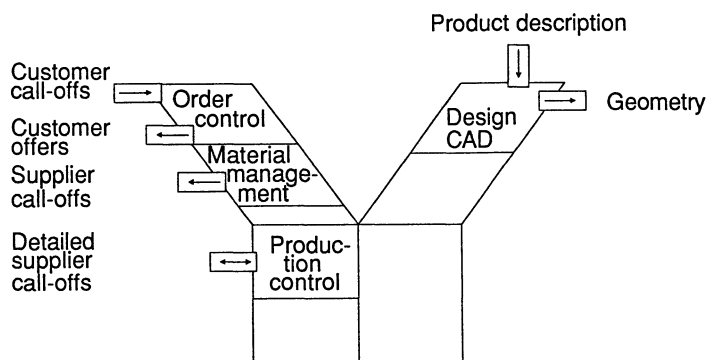 Product description
Customer
call-offs
Order
control
Geometry
Design
CAD
Customer
offers
Material
manage-
ment
Supplier
call-offs
Detailed
supplier
call-offs
Produc-
tion
control